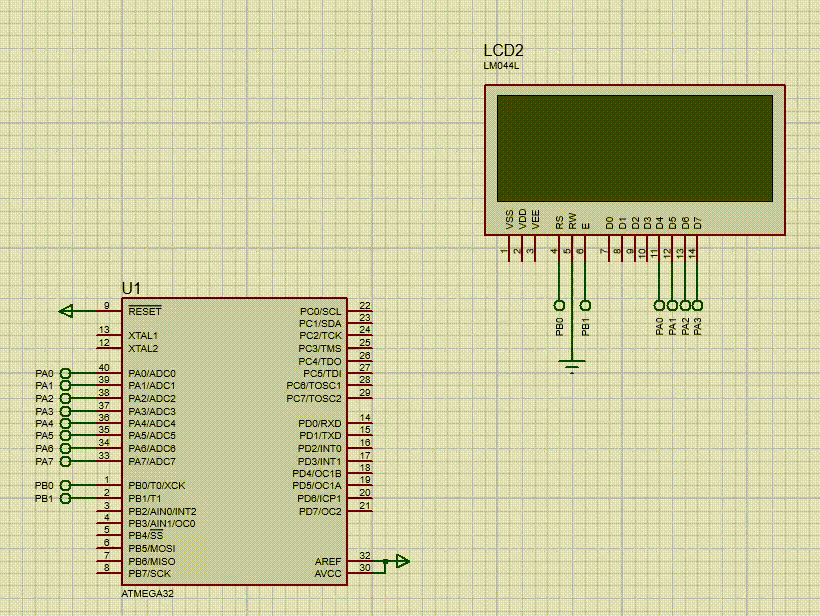 LCD2
LM044L
VSS VDD VEE RS RW E D0 D1 D2 D3 D4 D5 D6 D7
1 2 3 4 5 6 7 8 9 10 11 12 13 14
PB0 PB1 PA0 PA1 PA2 PA3
U1
9 RESET PC0/SCL 22
PC1/SDA 23
13 XTAL1 PC2/TCK 24
12 XTAL2 PC3/TMS 25
PC4/TDO 26
PA0 40 PA0/ADC0 PC5/TDI 27
PA1 39 PA1/ADC1 PC6/TOSC1 28
PA2 38 PA2/ADC2 PC7/TOSC2 29
PA3 37 PA3/ADC3
PA4 36 PA4/ADC4 PD0/RXD 14
PA5 35 PA5/ADC5 PD1/TXD 15
PA6 34 PA6/ADC6 PD2/INT0 16
PA7 33 PA7/ADC7 PD3/INT1 17
PD4/OC1B 18
PB0 1 PB0/T0/XCK PD5/OC1A 19
PB1 2 PB1/T1 PD6/ICP1 20
3 PB2/AIN0/INT2 PD7/OC2 21
4 PB3/AIN1/OC0
5 PB4/SS
6 PB5/MOSI
7 PB6/MISO AREF 32
8 PB7/SCK AVCC 30
ATMEGA32